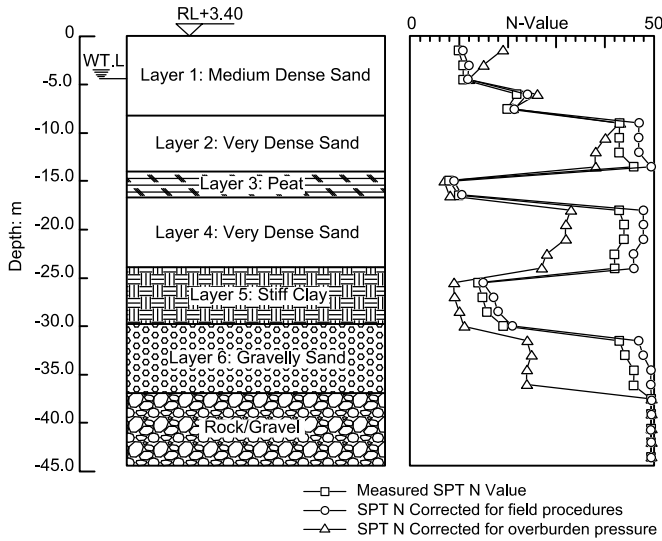 RL+3.40
0
WT.L
-5.0
-10.0
-15.0
-20.0
-25.0
-30.0
-35.0
-40.0
-45.0
Depth: m
Layer 1: Medium Dense Sand
Layer 2: Very Dense Sand
Layer 3: Peat
Layer 4: Very Dense Sand
Layer 5: Stiff Clay
Layer 6: Gravelly Sand
Rock/Gravel
0 N-Value 50
Measured SPT N Value
SPT N Corrected for field procedures
SPT N Corrected for overburden pressure